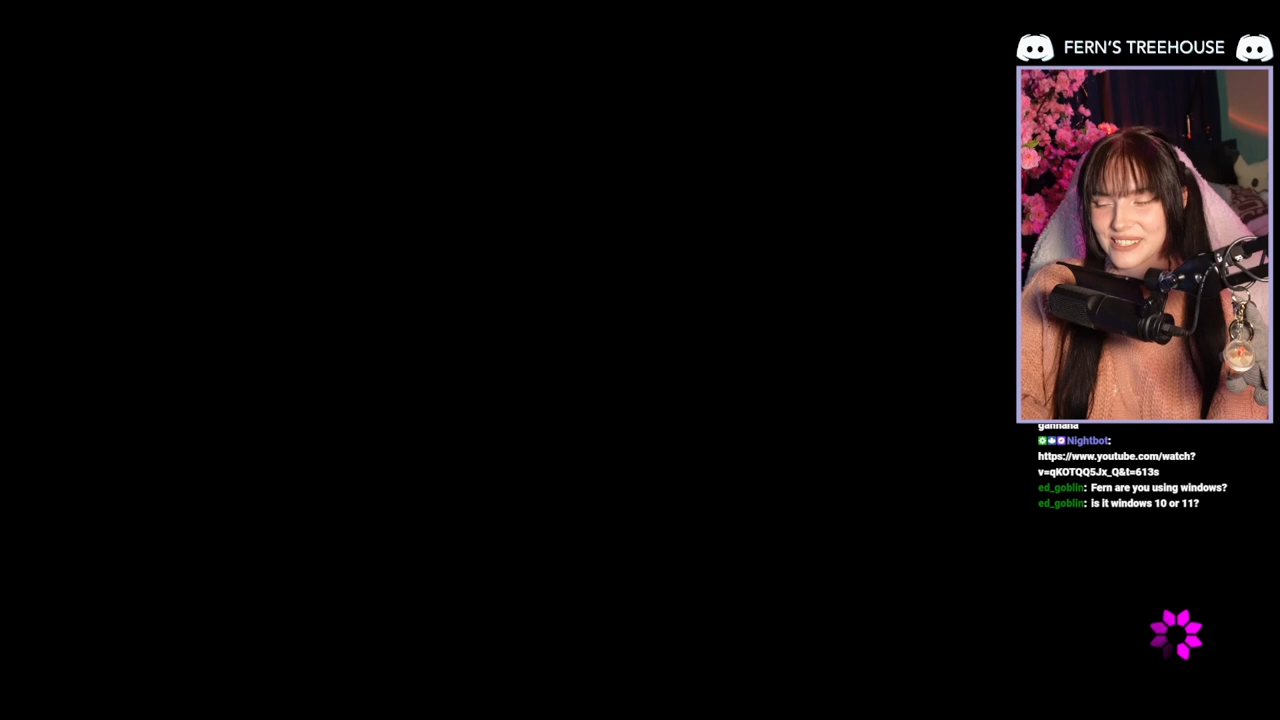 FERN'S TREEHOUSE
gannana
Nightbot:
https://www.youtube.com/watch?
v=qKOTQQ5Jx_Q&t=613s
ed_goblin: Fern are you using windows?
ed_goblin: is it windows 10 or 11?